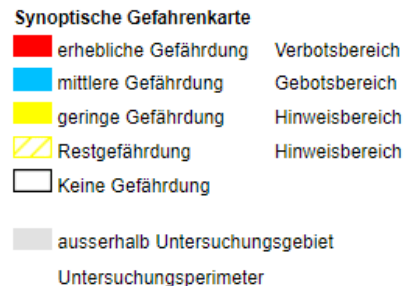 Synoptische Gefahrenkarte
erhebliche Gefährdung Verbotsbereich
mittlere Gefährdung Gebotsbereich
geringe Gefährdung Hinweisbereich
Restgefährdung Hinweisbereich
Keine Gefährdung
ausserhalb Untersuchungsgebiet
Untersuchungsperimeter